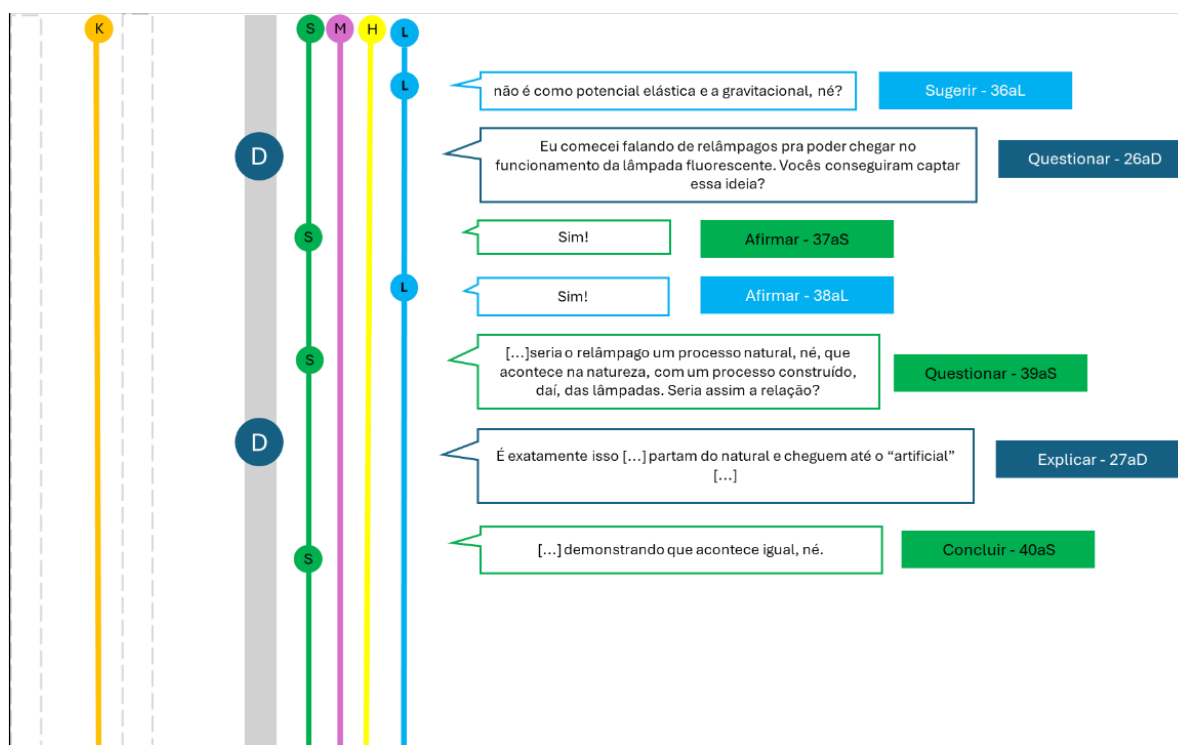 K
S
M
H
L
L
não é como potencial elástica e a gravitacional, né?
Sugerir - 36aL
D
Eu comecei falando de relâmpagos pra poder chegar no
funcionamento da lâmpada fluorescente. Vocês conseguiram captar
essa ideia?
Questionar - 26aD
S
Sim!
Afirmar - 37aS
L
Sim!
Afirmar - 38aL
S
[...]seria o relâmpago um processo natural, né, que
acontece na natureza, com um processo construído,
daí, das lâmpadas. Seria assim a relação?
Questionar - 39aS
D
É exatamente isso [...] partam do natural e cheguem até o “artificial”
[...]
Explicar - 27aD
S
[...] demonstrando que acontece igual, né.
Concluir - 40aS